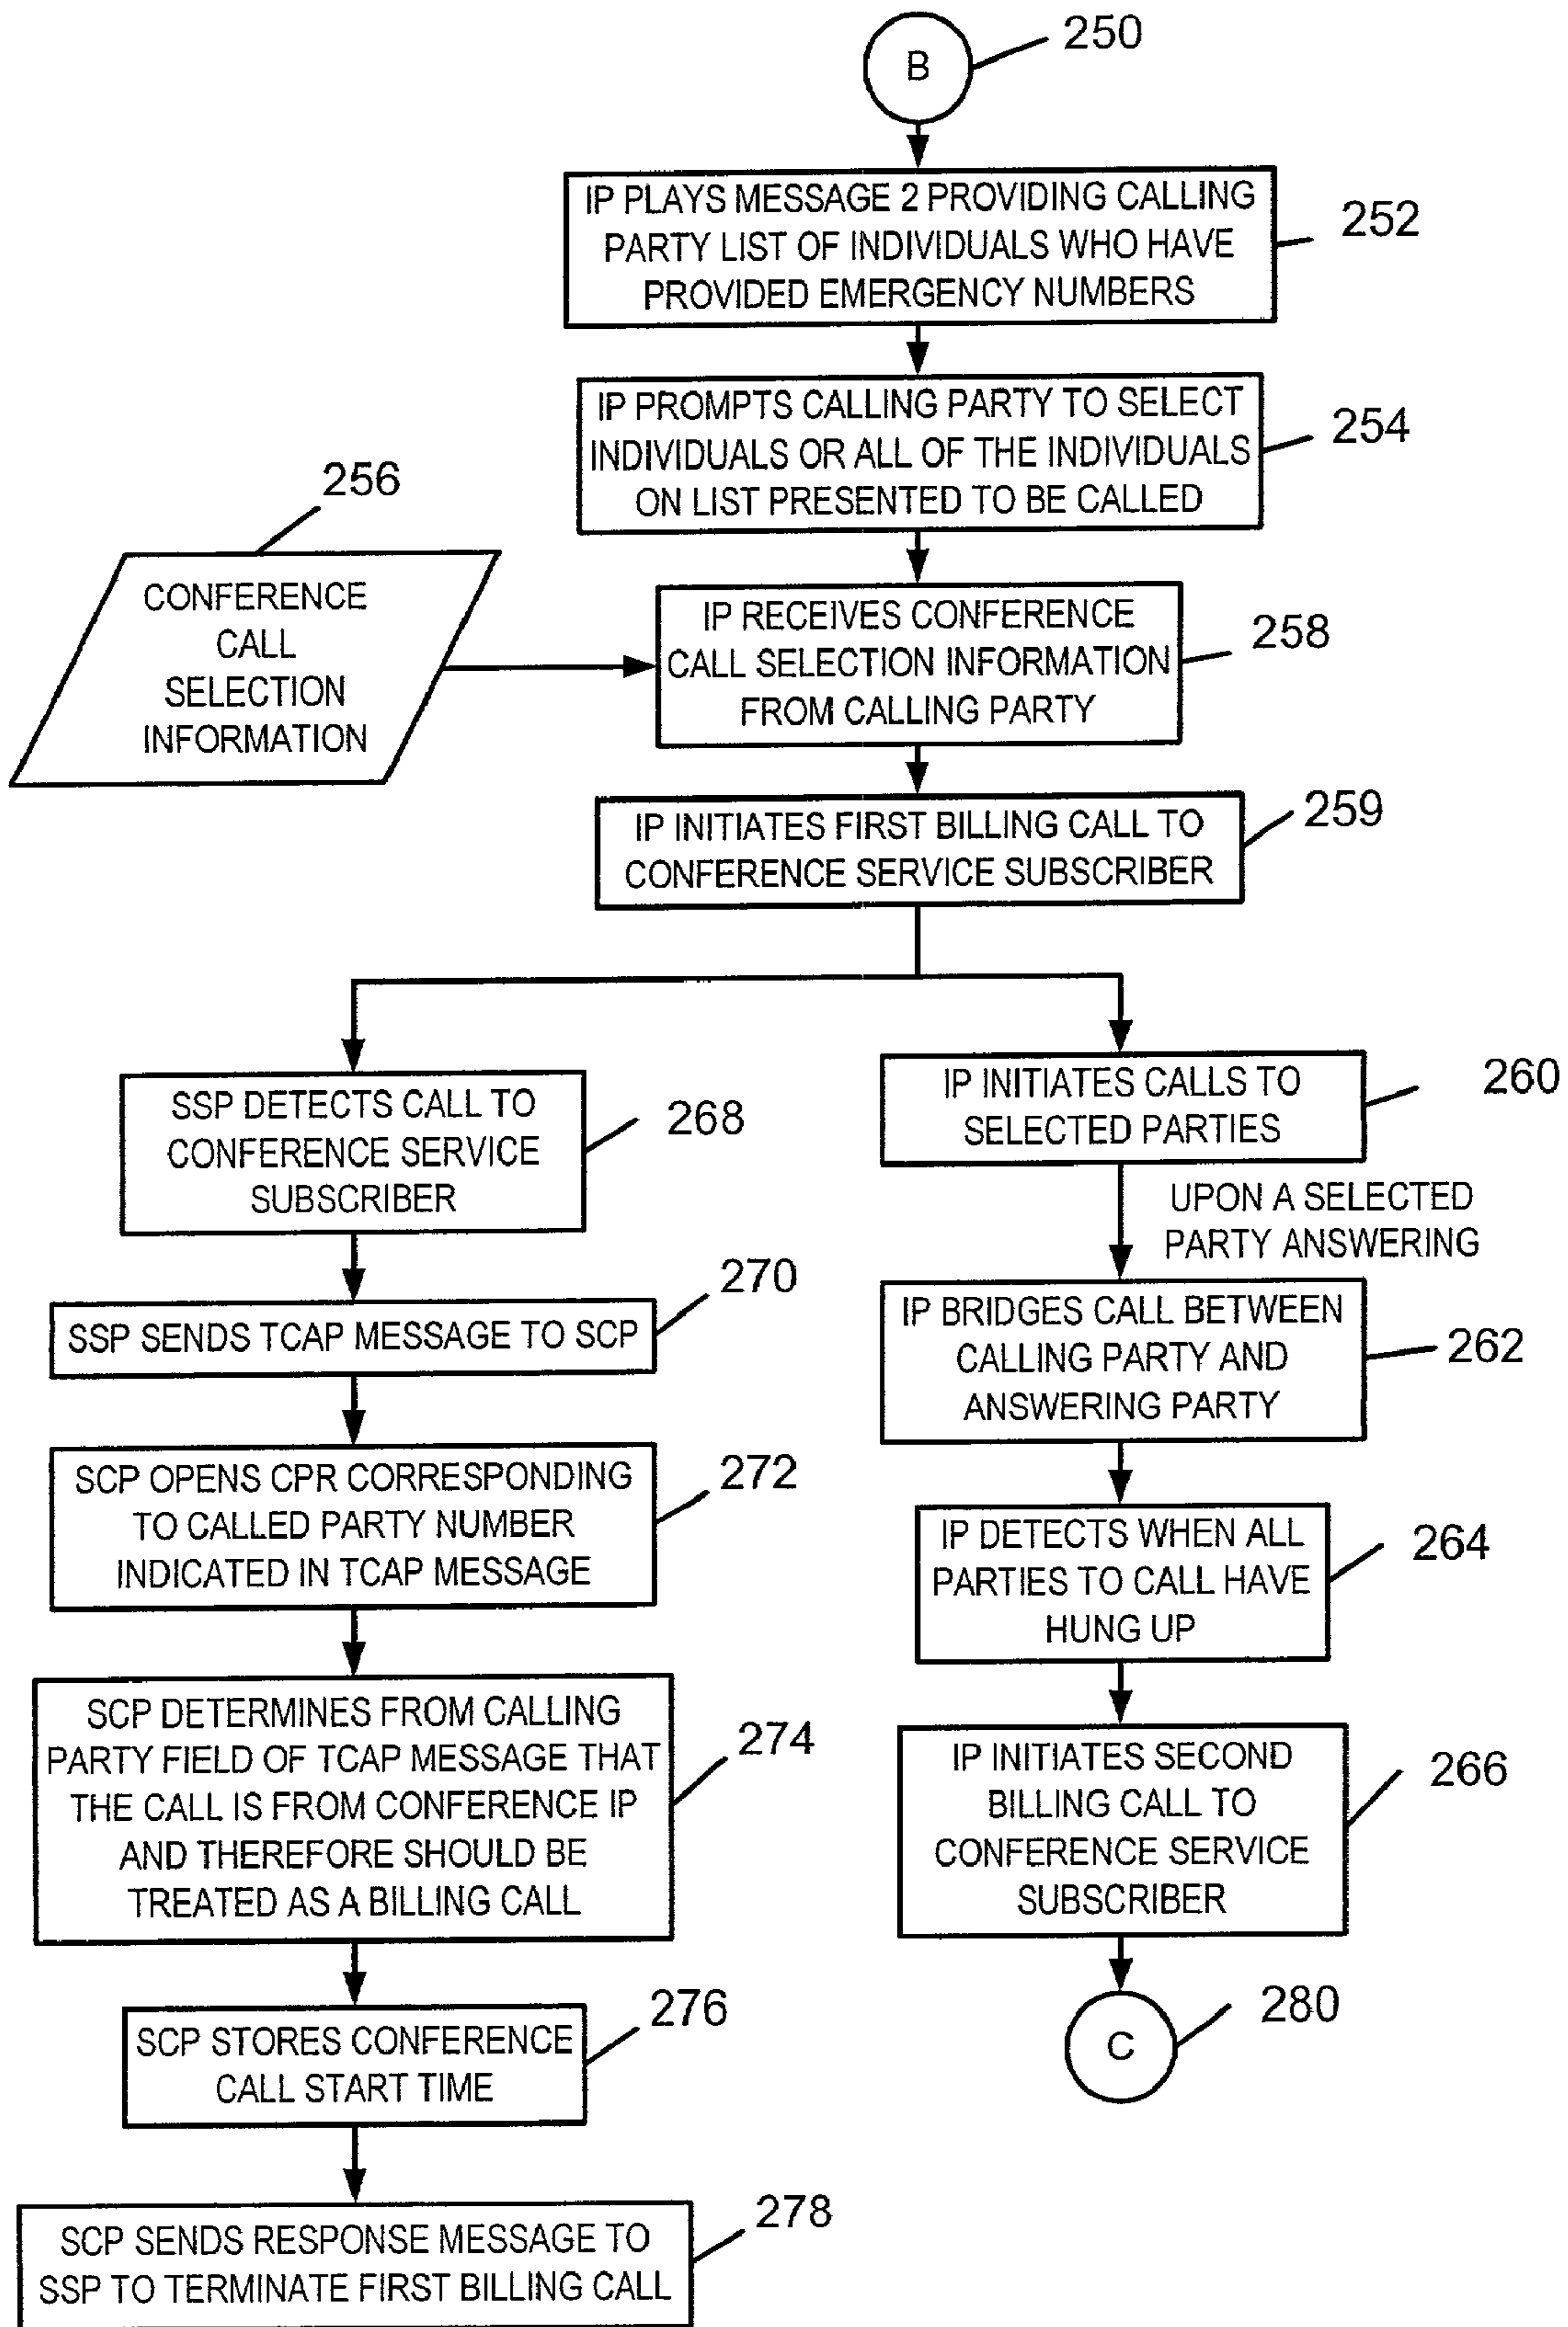 B
250
IP PLAYS MESSAGE 2 PROVIDING CALLING
PARTY LIST OF INDIVIDUALS WHO HAVE
PROVIDED EMERGENCY NUMBERS
252
IP PROMPTS CALLING PARTY TO SELECT
INDIVIDUALS OR ALL OF THE INDIVIDUALS
ON LIST PRESENTED TO BE CALLED
254
256
CONFERENCE
CALL
SELECTION
INFORMATION
IP RECEIVES CONFERENCE
CALL SELECTION INFORMATION
FROM CALLING PARTY
258
IP INITIATES FIRST BILLING CALL TO
CONFERENCE SERVICE SUBSCRIBER
259
SSP DETECTS CALL TO
CONFERENCE SERVICE
SUBSCRIBER
268
SSP SENDS TCAP MESSAGE TO SCP
270
SCP OPENS CPR CORRESPONDING
TO CALLED PARTY NUMBER
INDICATED IN TCAP MESSAGE
272
SCP DETERMINES FROM CALLING
PARTY FIELD OF TCAP MESSAGE THAT
THE CALL IS FROM CONFERENCE IP
AND THEREFORE SHOULD BE
TREATED AS A BILLING CALL
274
SCP STORES CONFERENCE
CALL START TIME
276
SCP SENDS RESPONSE MESSAGE TO
SSP TO TERMINATE FIRST BILLING CALL
278
IP INITIATES CALLS TO
SELECTED PARTIES
260
UPON A SELECTED
PARTY ANSWERING
IP BRIDGES CALL BETWEEN
CALLING PARTY AND
ANSWERING PARTY
262
IP DETECTS WHEN ALL
PARTIES TO CALL HAVE
HUNG UP
264
IP INITIATES SECOND
BILLING CALL TO
CONFERENCE SERVICE
SUBSCRIBER
266
C
280